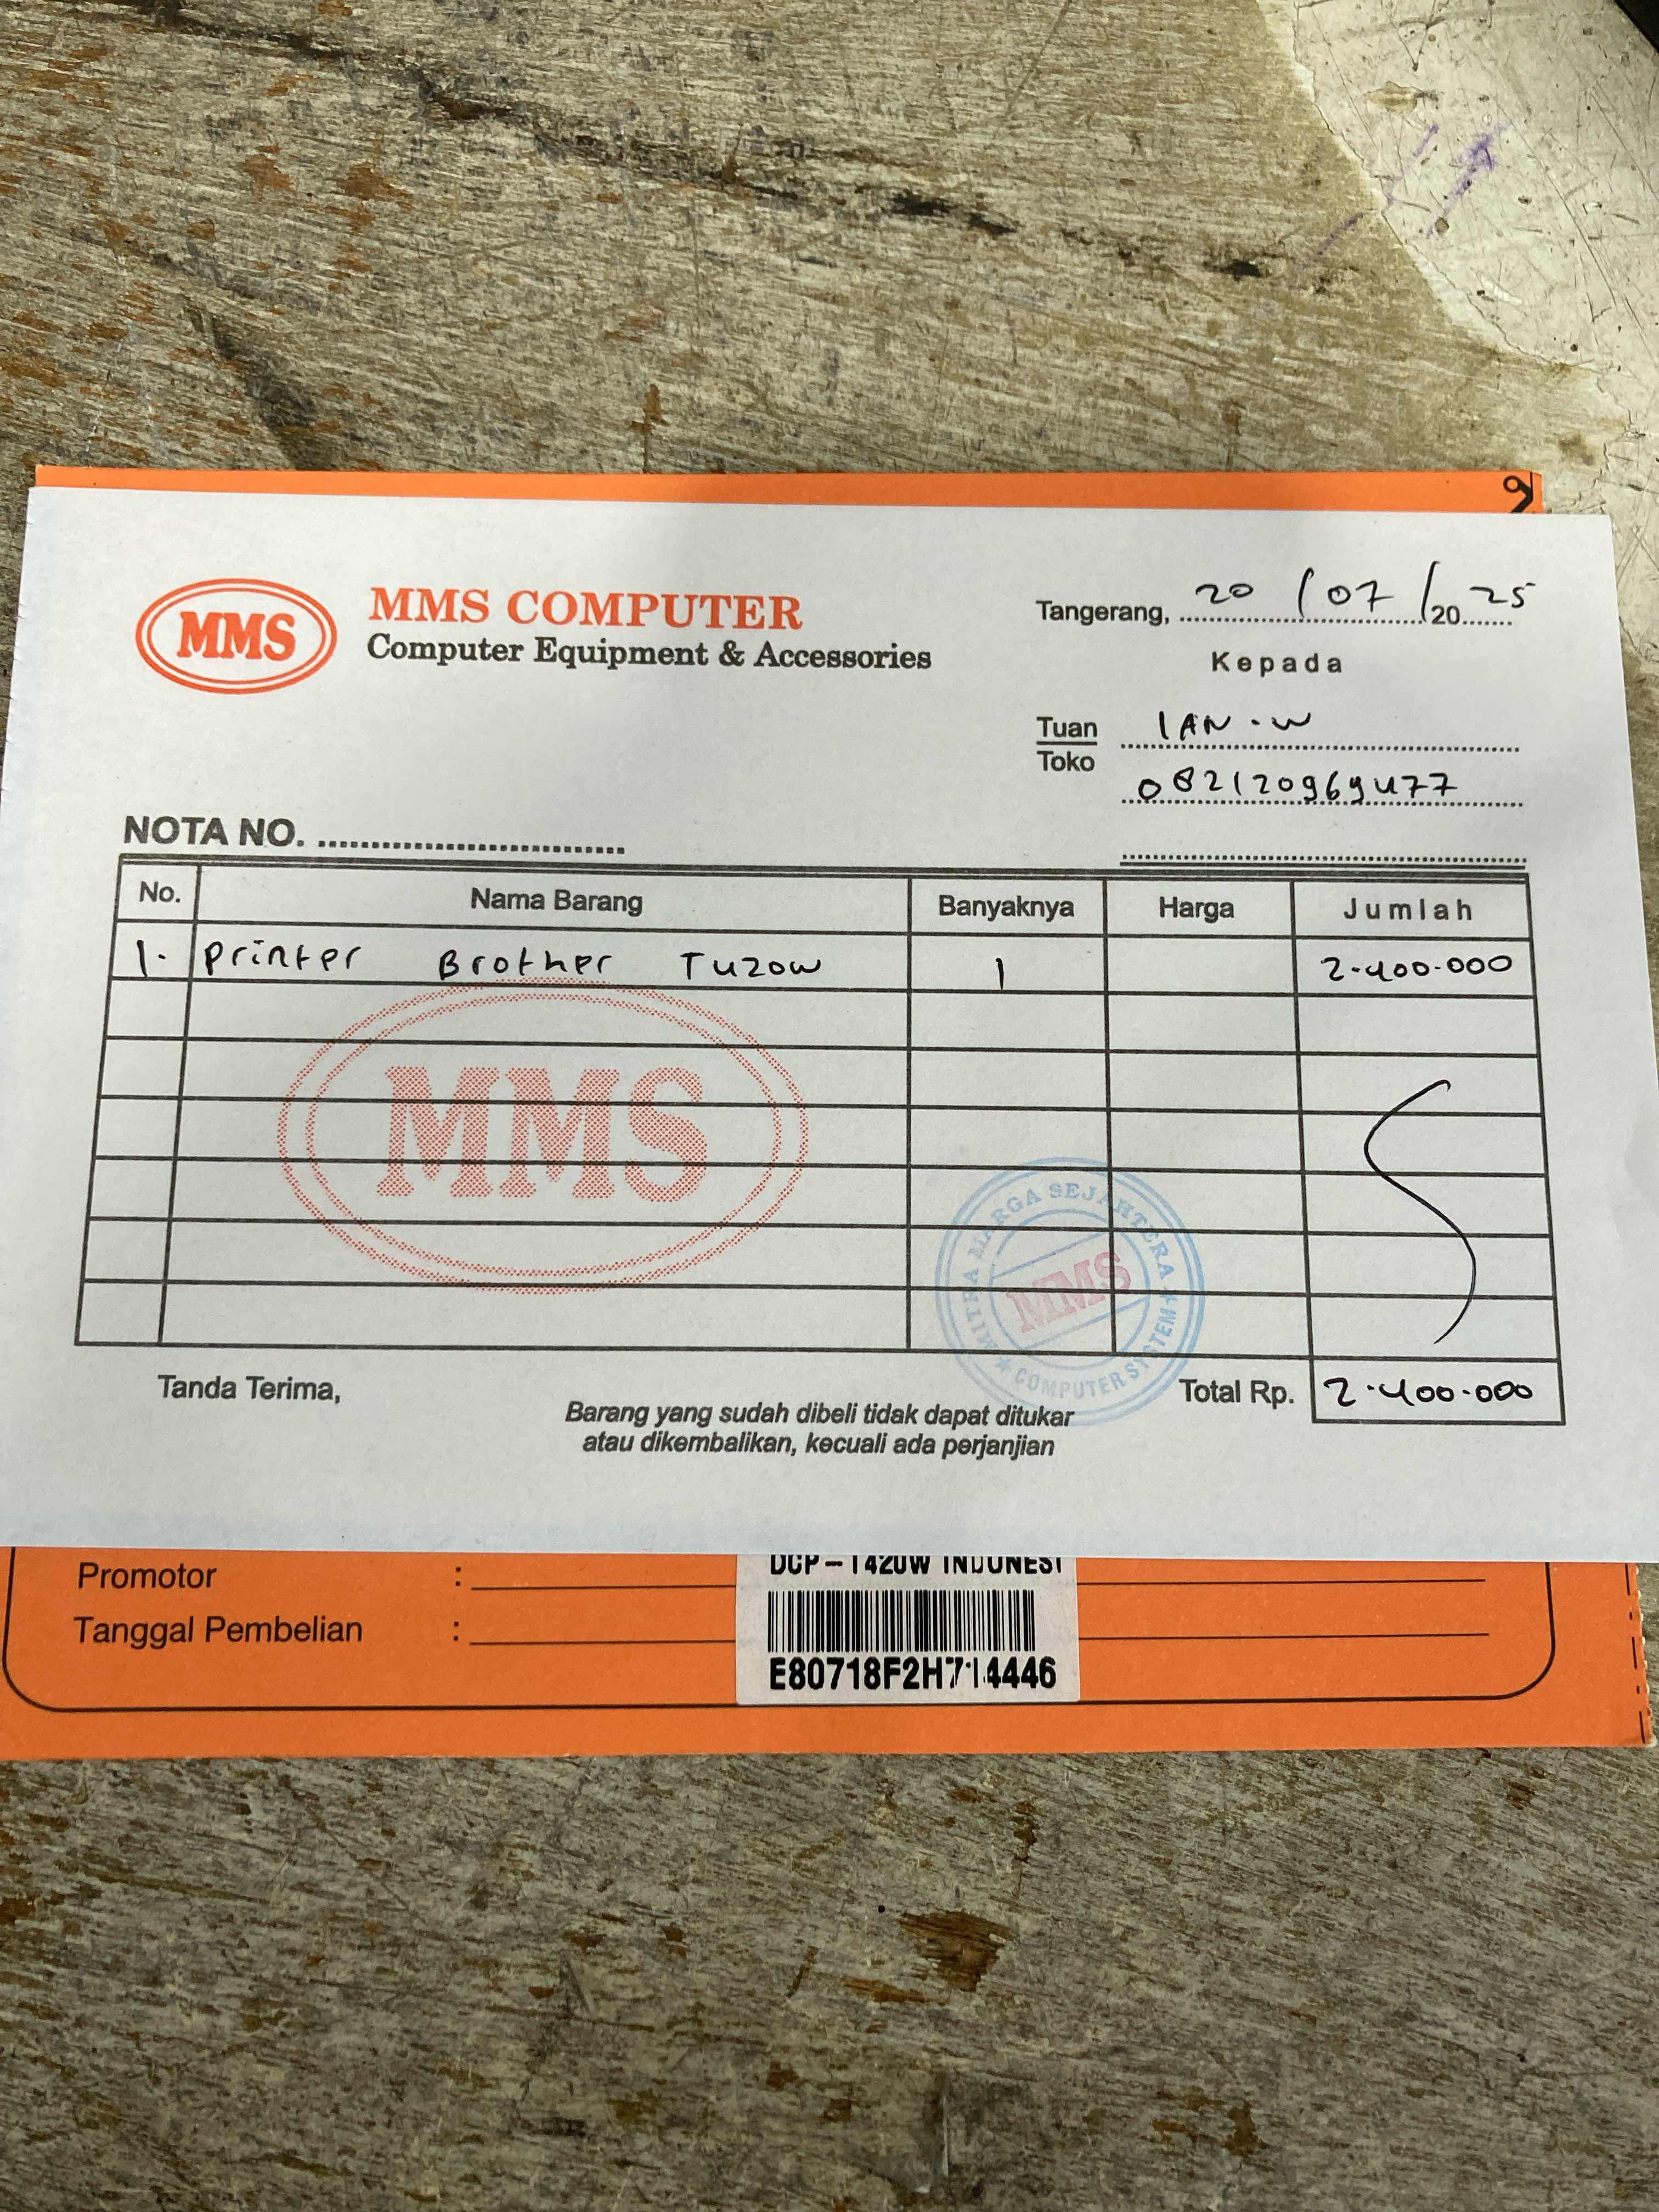 MMS
MMS COMPUTER
Computer Equipment & Accessories
Tangerang, 20 / 07 / 20 25
Kepada
Tuan IAN . W
Toko
082120969477
NOTA NO.
No. Nama Barang Banyaknya Harga Jumlah
1. Printer Brother T420W 1 2.400.000
MMS
MITRA MARGA SEJAHTERA
MMS
COMPUTER SYSTEM
Tanda Terima,
Barang yang sudah dibeli tidak dapat ditukar
atau dikembalikan, kecuali ada perjanjian
Total Rp. 2.400.000
Promotor :
Tanggal Pembelian :
DCP-T420W INDONESI
E80718F2H714446